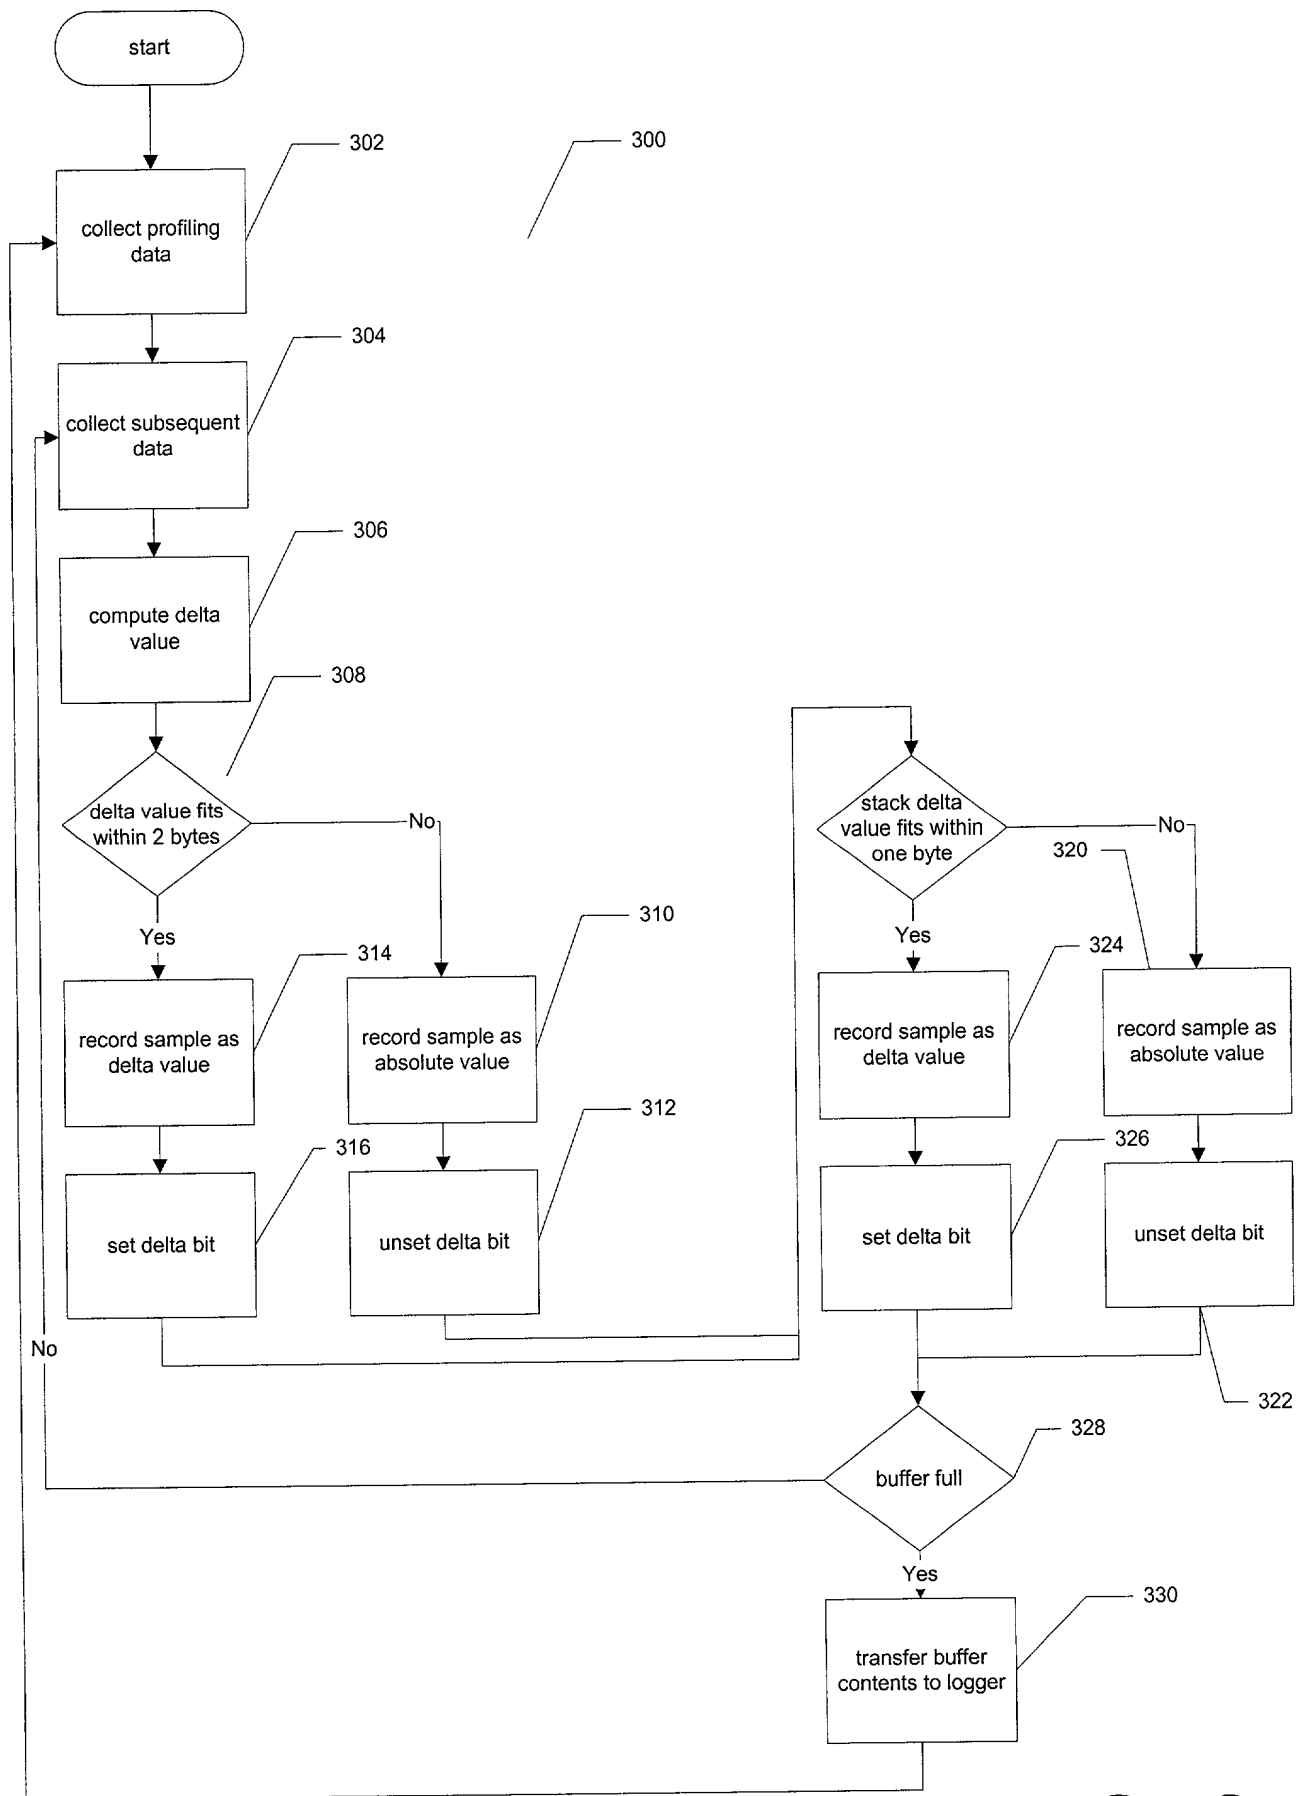 start
302
300
collect profiling
data
304
collect subsequent
data
306
compute delta
value
308
delta value fits
within 2 bytes
No
stack delta
value fits within
one byte
No
320
Yes
314
310
Yes
324
record sample as
delta value
record sample as
absolute value
record sample as
delta value
record sample as
absolute value
316
312
326
set delta bit
unset delta bit
set delta bit
unset delta bit
No
322
328
buffer full
Yes
330
transfer buffer
contents to logger